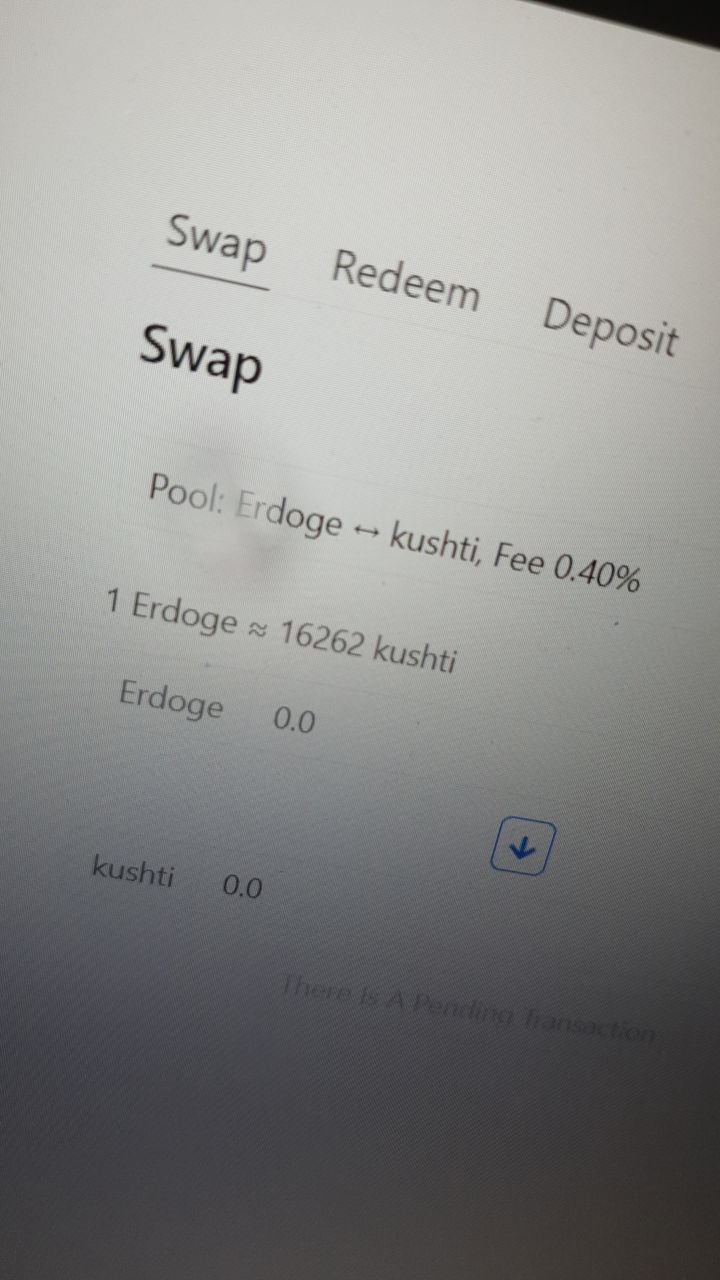 Swap Redeem Deposit
Swap
Pool: Erdoge ↔ kushti, Fee 0.40%
1 Erdoge ≈ 16262 kushti
Erdoge 0.0
kushti 0.0
There Is A Pending Transaction